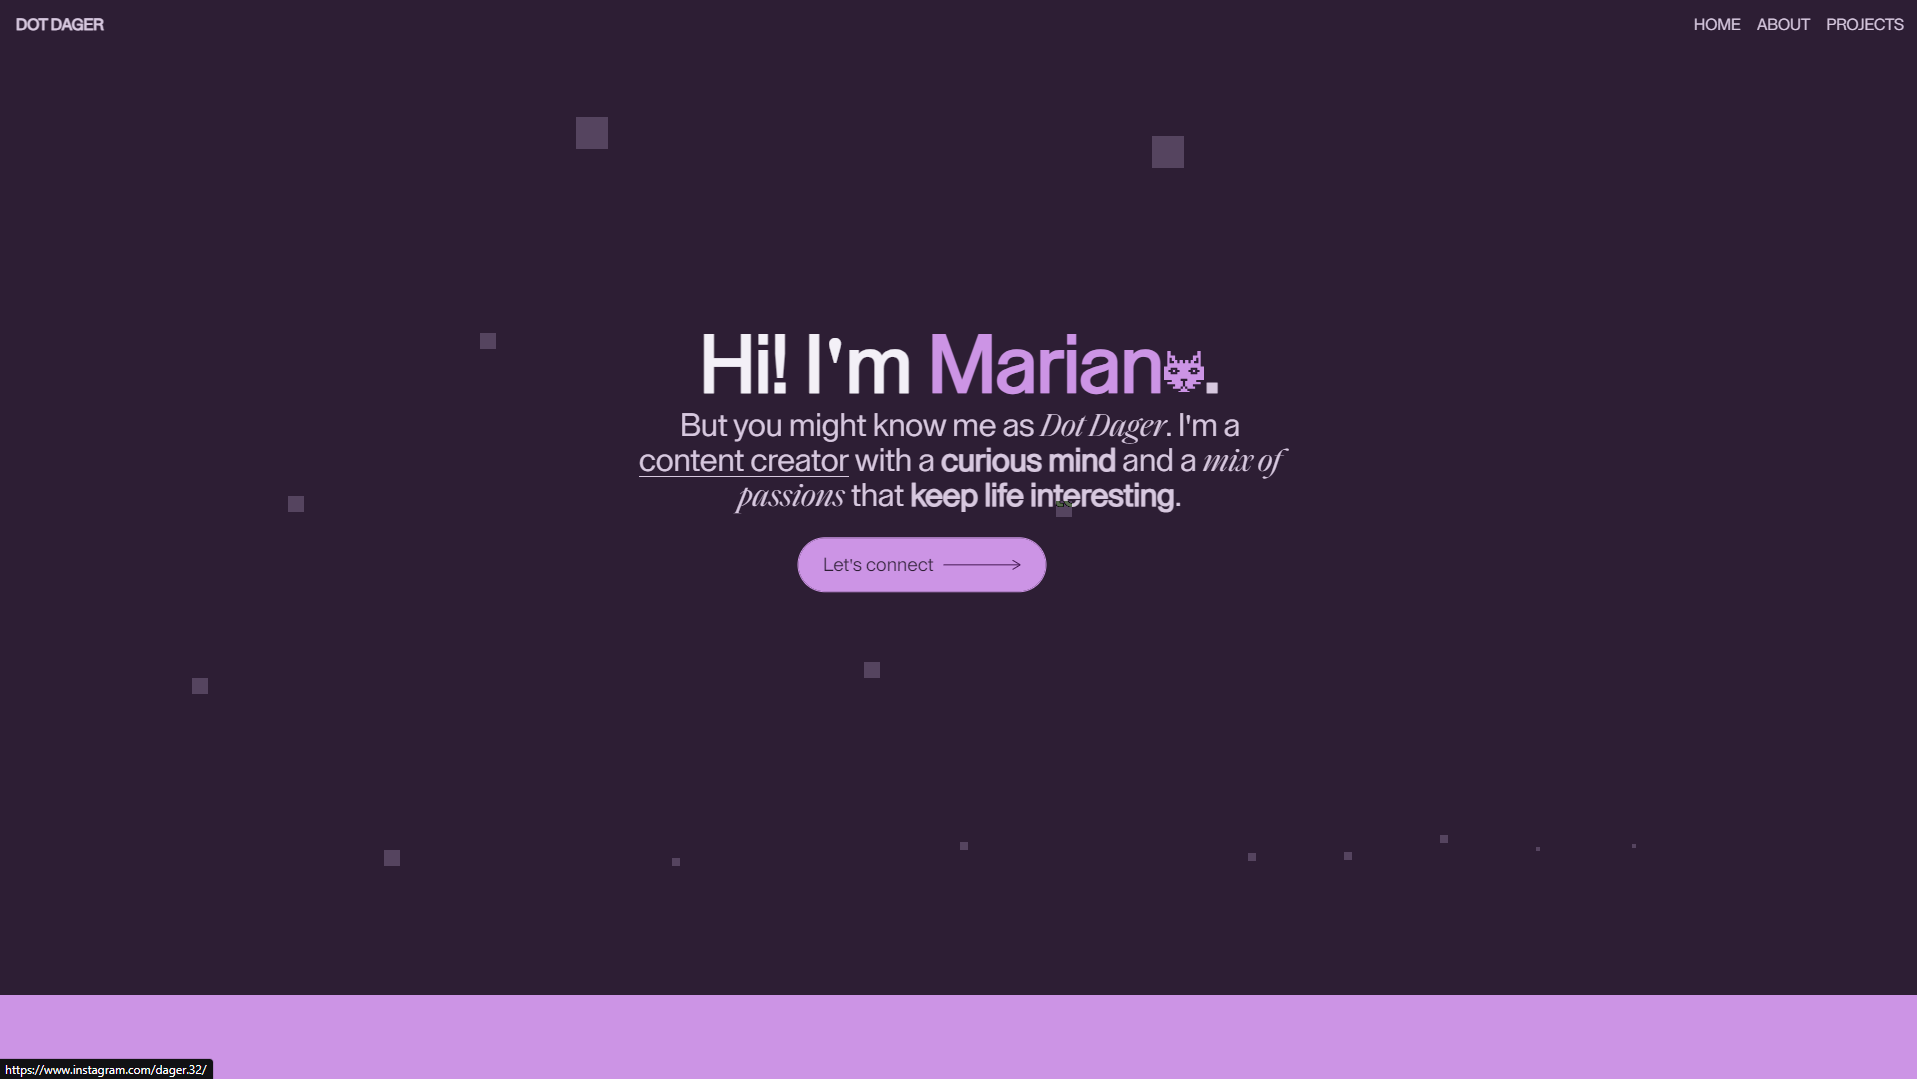 DOT DAGER
HOME ABOUT PROJECTS
Hi! I'm Marian.
But you might know me as Dot Dager. I'm a
content creator with a curious mind and a mix of
passions that keep life interesting.
Let's connect
https://www.instagram.com/dager.32/